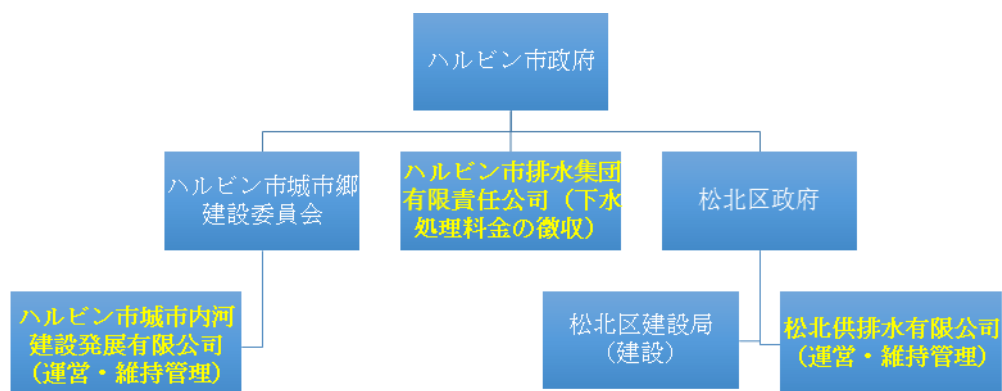 ハルビン市政府
ハルビン市城市郷
建設委員会
ハルビン市排水集団
有限責任公司（下水
処理料金の徴収）
松北区政府
ハルビン市城市内河
建設発展有限公司
（運営・維持管理）
松北区建設局
（建設）
松北供排水有限公司
（運営・維持管理）